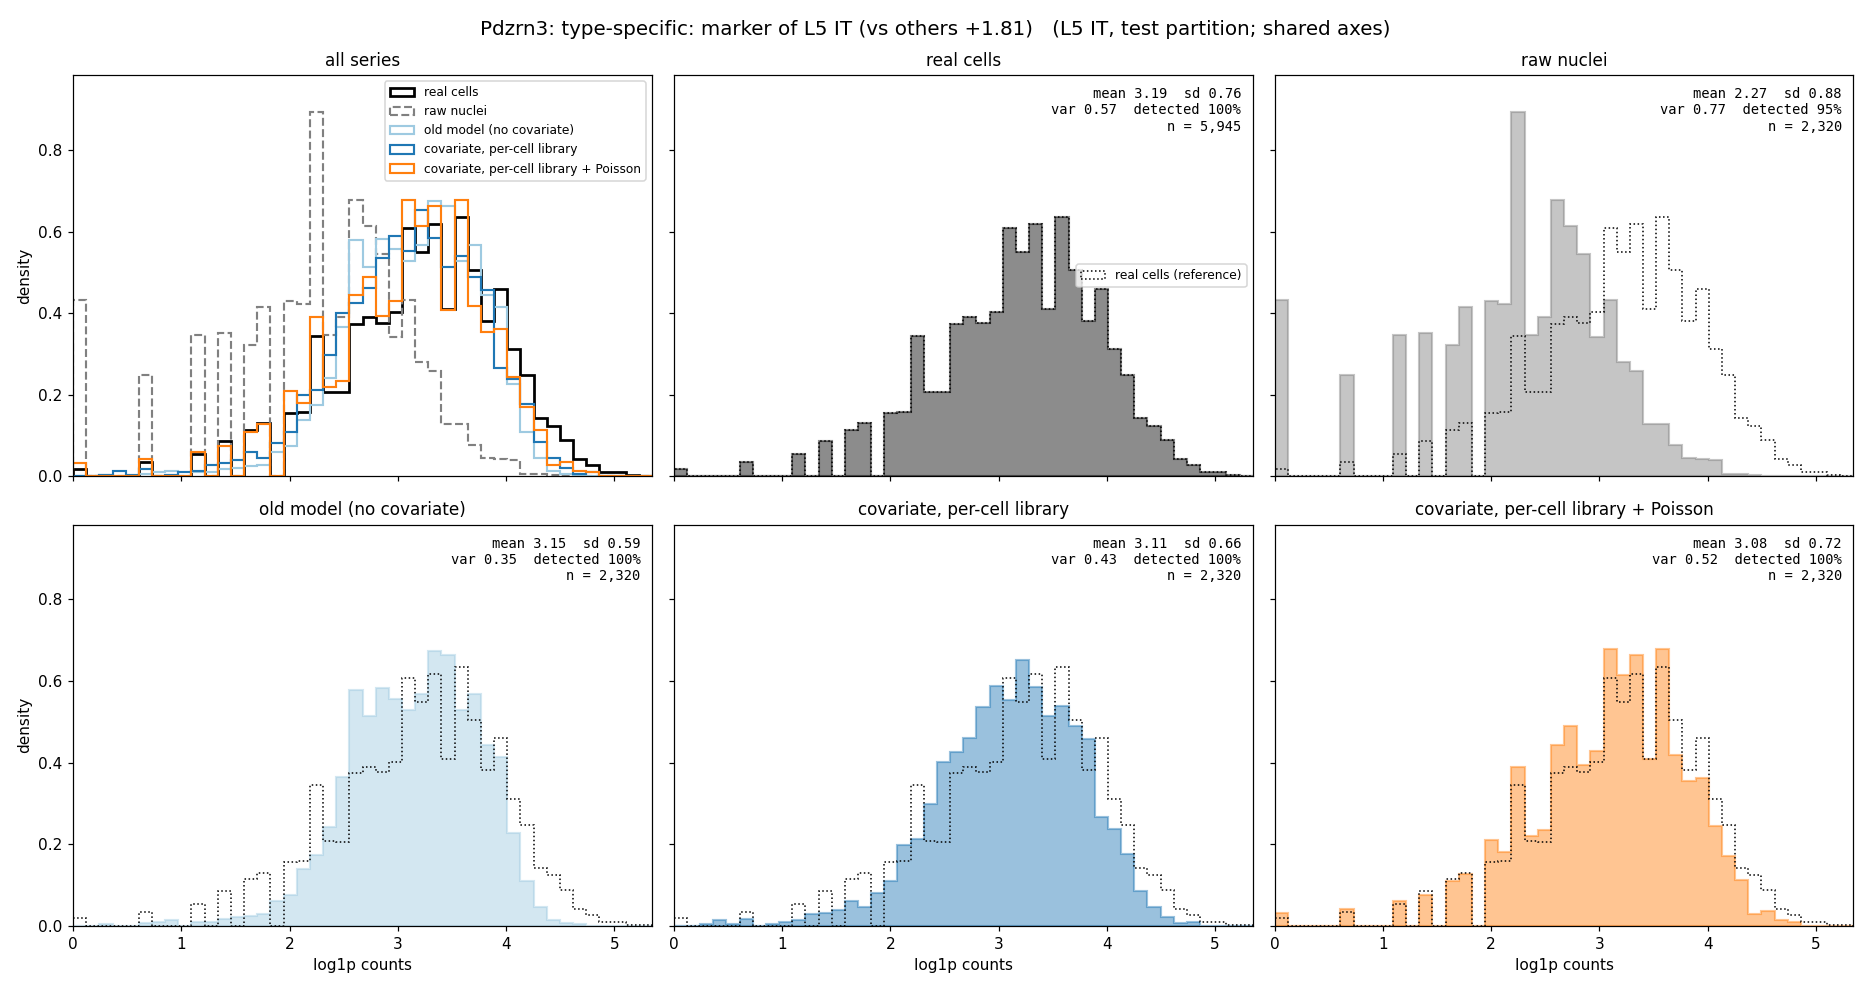 Pdzrn3: type-specific: marker of L5 IT (vs others +1.81)   (L5 IT, test partition; shared axes)
all series
real cells
raw nuclei
old model (no covariate)
covariate, per-cell library
covariate, per-cell library + Poisson
density
0.8
0.6
0.4
0.2
0.0
real cells
mean 3.19  sd 0.76
var 0.57  detected 100%
n = 5,945
real cells (reference)
raw nuclei
mean 2.27  sd 0.88
var 0.77  detected 95%
n = 2,320
old model (no covariate)
mean 3.15  sd 0.59
var 0.35  detected 100%
n = 2,320
density
0.8
0.6
0.4
0.2
0.0
0 1 2 3 4 5
log1p counts
covariate, per-cell library
mean 3.11  sd 0.66
var 0.43  detected 100%
n = 2,320
0 1 2 3 4 5
log1p counts
covariate, per-cell library + Poisson
mean 3.08  sd 0.72
var 0.52  detected 100%
n = 2,320
0 1 2 3 4 5
log1p counts